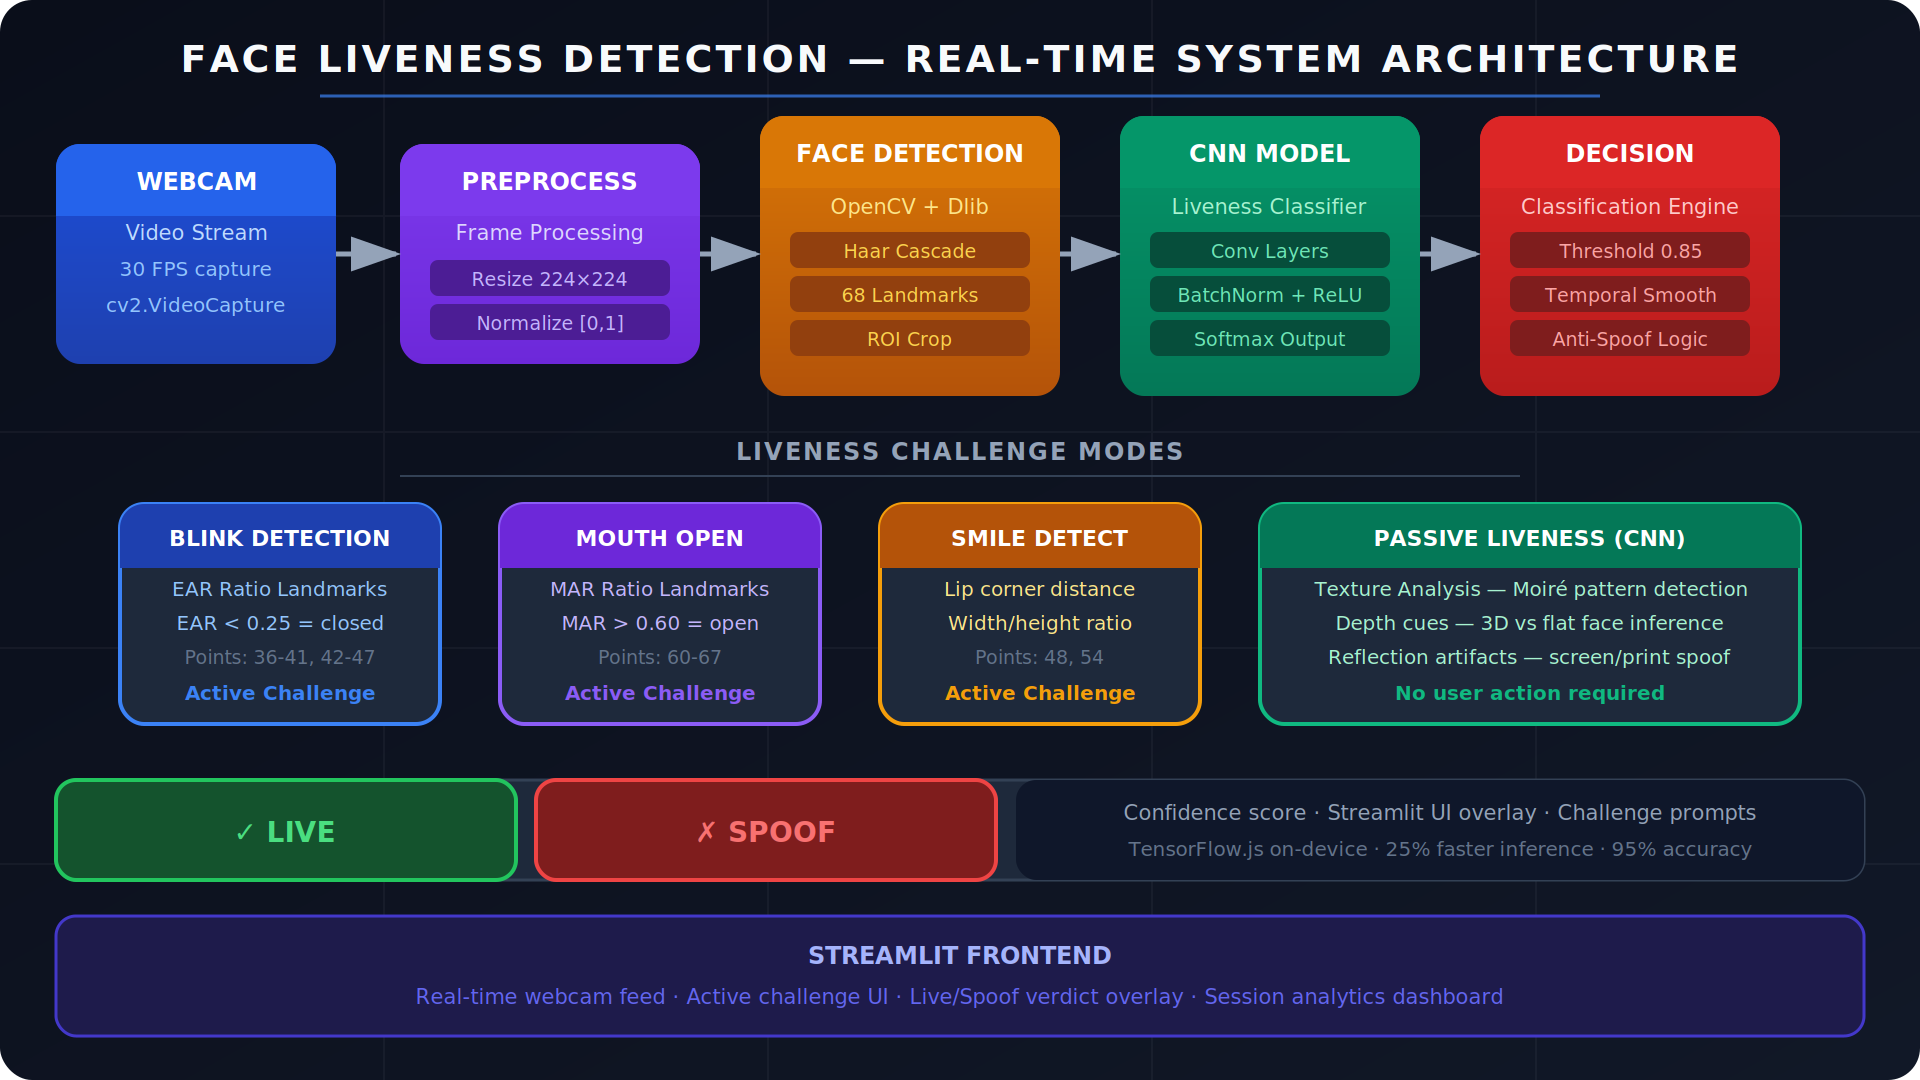 FACE LIVENESS DETECTION — REAL-TIME SYSTEM ARCHITECTURE
WEBCAM
Video Stream
30 FPS capture
cv2.VideoCapture
PREPROCESS
Frame Processing
Resize 224×224
Normalize [0,1]
FACE DETECTION
OpenCV + Dlib
Haar Cascade
68 Landmarks
ROI Crop
CNN MODEL
Liveness Classifier
Conv Layers
BatchNorm + ReLU
Softmax Output
DECISION
Classification Engine
Threshold 0.85
Temporal Smooth
Anti-Spoof Logic
LIVENESS CHALLENGE MODES
BLINK DETECTION
EAR Ratio Landmarks
EAR < 0.25 = closed
Points: 36-41, 42-47
Active Challenge
MOUTH OPEN
MAR Ratio Landmarks
MAR > 0.60 = open
Points: 60-67
Active Challenge
SMILE DETECT
Lip corner distance
Width/height ratio
Points: 48, 54
Active Challenge
PASSIVE LIVENESS (CNN)
Texture Analysis — Moiré pattern detection
Depth cues — 3D vs flat face inference
Reflection artifacts — screen/print spoof
No user action required
✓ LIVE
✗ SPOOF
Confidence score · Streamlit UI overlay · Challenge prompts
TensorFlow.js on-device · 25% faster inference · 95% accuracy
STREAMLIT FRONTEND
Real-time webcam feed · Active challenge UI · Live/Spoof verdict overlay · Session analytics dashboard